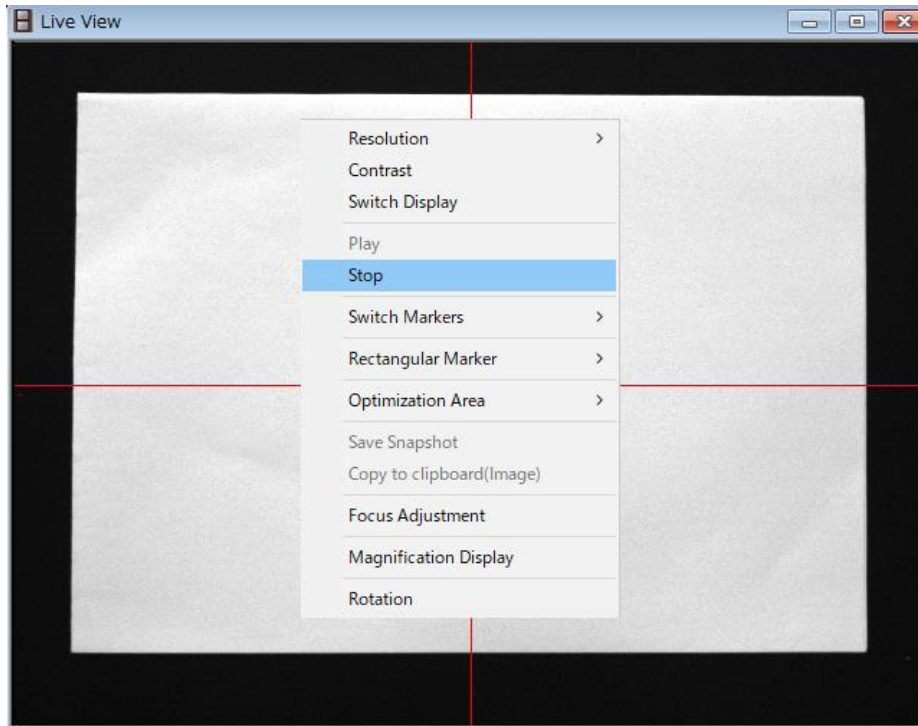 Live View
Resolution
Contrast
Switch Display
Play
Stop
Switch Markers
Rectangular Marker
Optimization Area
Save Snapshot
Copy to clipboard(Image)
Focus Adjustment
Magnification Display
Rotation